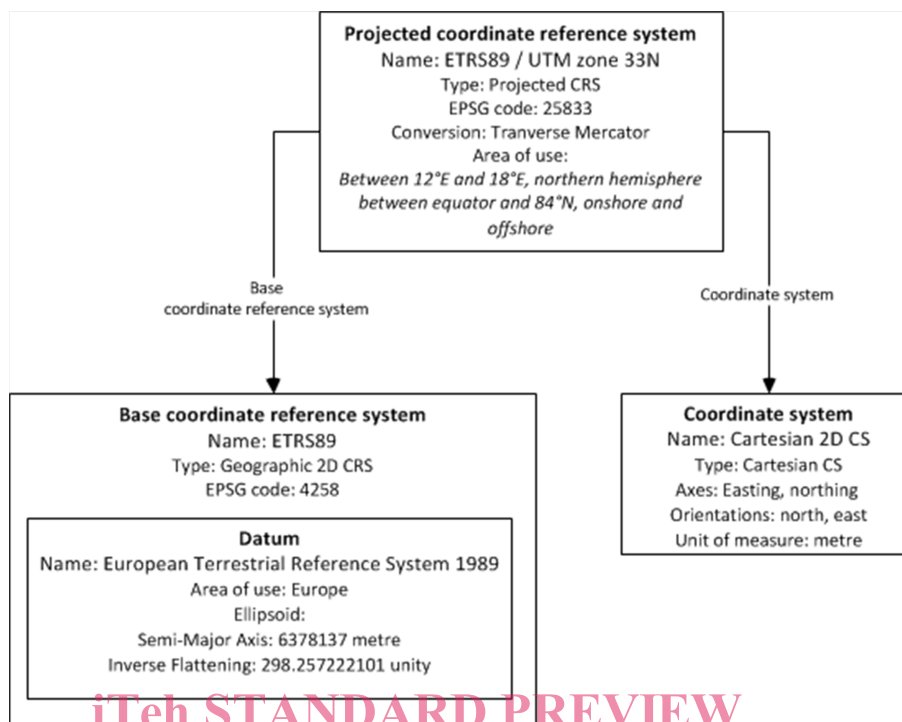 Projected coordinate reference system
Name: ETRS89 / UTM zone 33N
Type: Projected CRS
EPSG code: 25833
Conversion: Tranverse Mercator
Area of use:
Between 12°E and 18°E, northern hemisphere
between equator and 84°N, onshore and
offshore
Base
coordinate reference system
Coordinate system
Base coordinate reference system
Name: ETRS89
Type: Geographic 2D CRS
EPSG code: 4258
Datum
Name: European Terrestrial Reference System 1989
Area of use: Europe
Ellipsoid:
Semi-Major Axis: 6378137 metre
Inverse Flattening: 298.257222101 unity
Coordinate system
Name: Cartesian 2D CS
Type: Cartesian CS
Axes: Easting, northing
Orientations: north, east
Unit of measure: metre
iTeh STANDARD PREVIEW